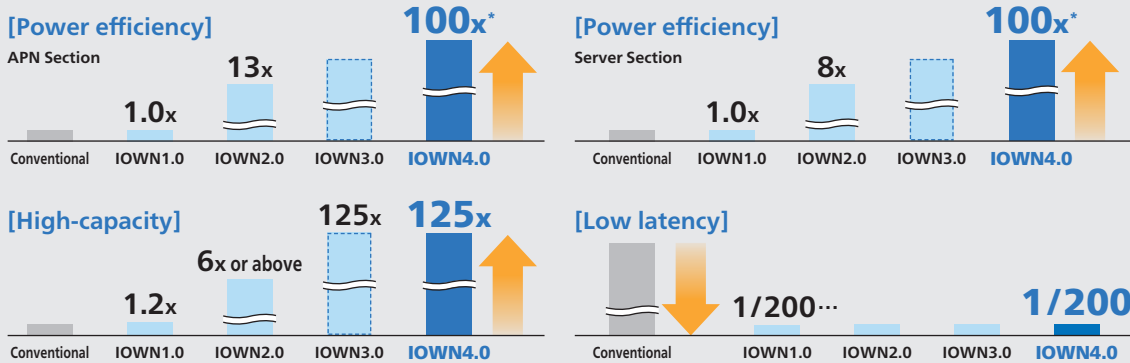 [Power efficiency]
APN Section
1.0x
13x
100x*
Conventional IOWN1.0 IOWN2.0 IOWN3.0 IOWN4.0
[Power efficiency]
Server Section
1.0x
8x
100x*
Conventional IOWN1.0 IOWN2.0 IOWN3.0 IOWN4.0
[High-capacity]
1.2x
6x or above
125x
125x
Conventional IOWN1.0 IOWN2.0 IOWN3.0 IOWN4.0
[Low latency]
1/200…
1/200
Conventional IOWN1.0 IOWN2.0 IOWN3.0 IOWN4.0